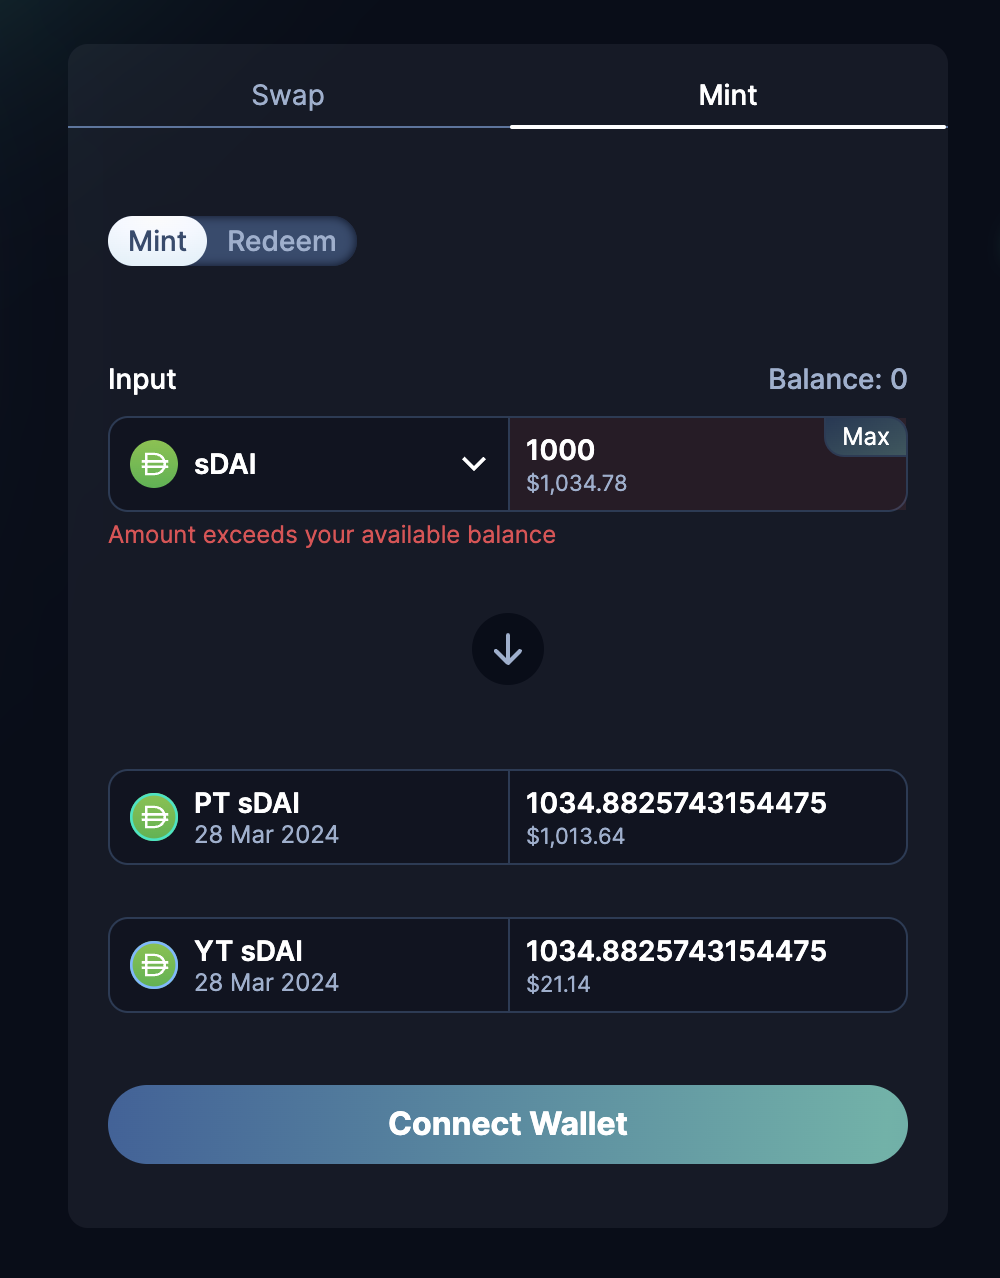 Swap
Mint
Mint
Redeem
Input
Balance: 0
sDAI
1000
Max
$1,034.78
Amount exceeds your available balance
PT sDAI
28 Mar 2024
1034.8825743154475
$1,013.64
YT sDAI
28 Mar 2024
1034.8825743154475
$21.14
Connect Wallet